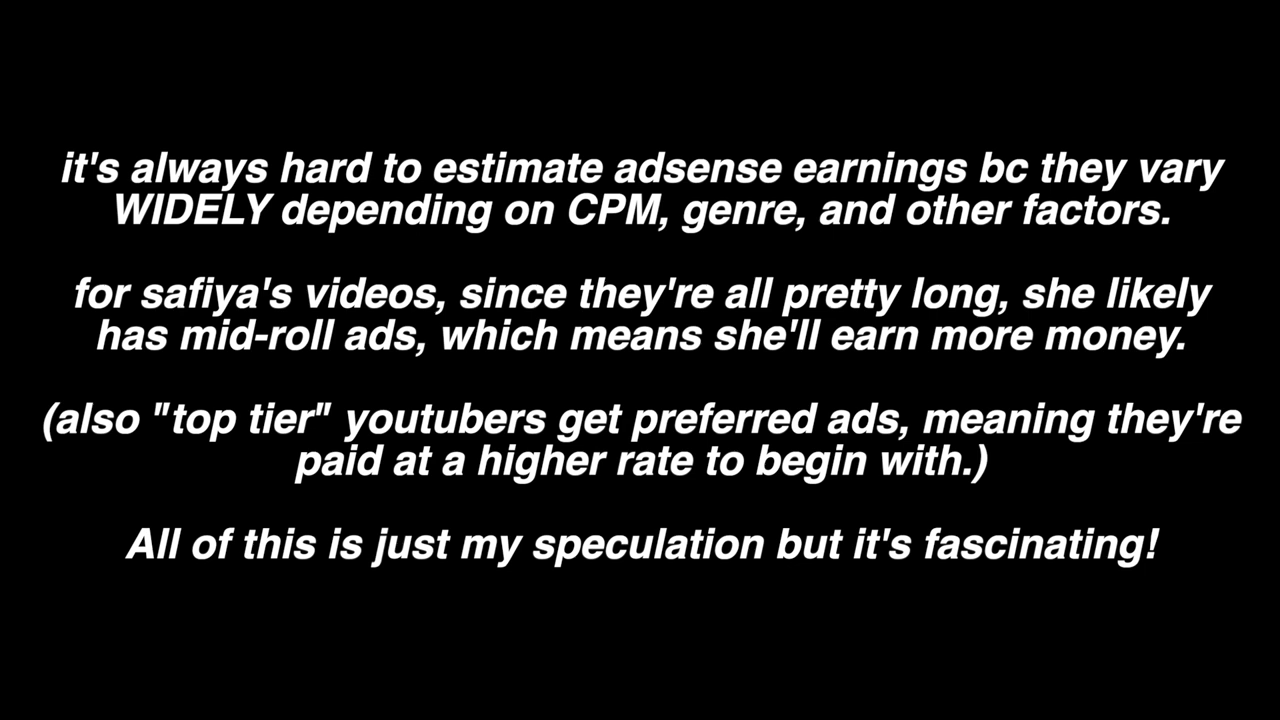 it's always hard to estimate adsense earnings bc they vary
WIDELY depending on CPM, genre, and other factors.
for safiya's videos, since they're all pretty long, she likely
has mid-roll ads, which means she'll earn more money.
(also "top tier" youtubers get preferred ads, meaning they're
paid at a higher rate to begin with.)
All of this is just my speculation but it's fascinating!